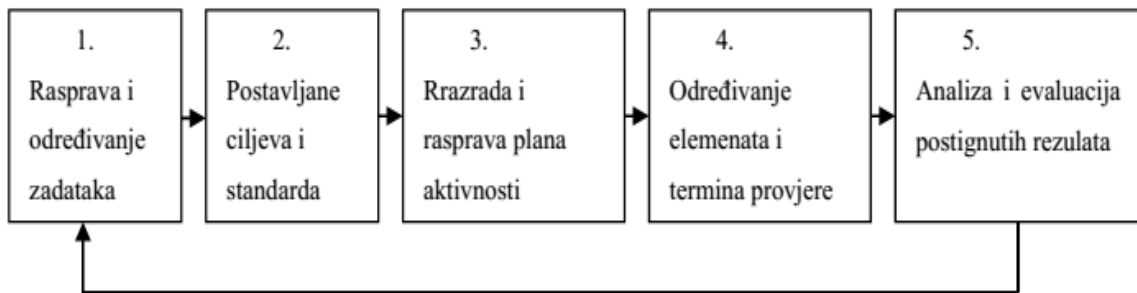 1.
Rasprava i
određivanje
zadataka
2.
Postavljane
ciljeva i
standarda
3.
Rrazrada i
rasprava plana
aktivnosti
4.
Određivanje
elemenata i
termina provjere
5.
Analiza i evaluacija
postignutih rezulata